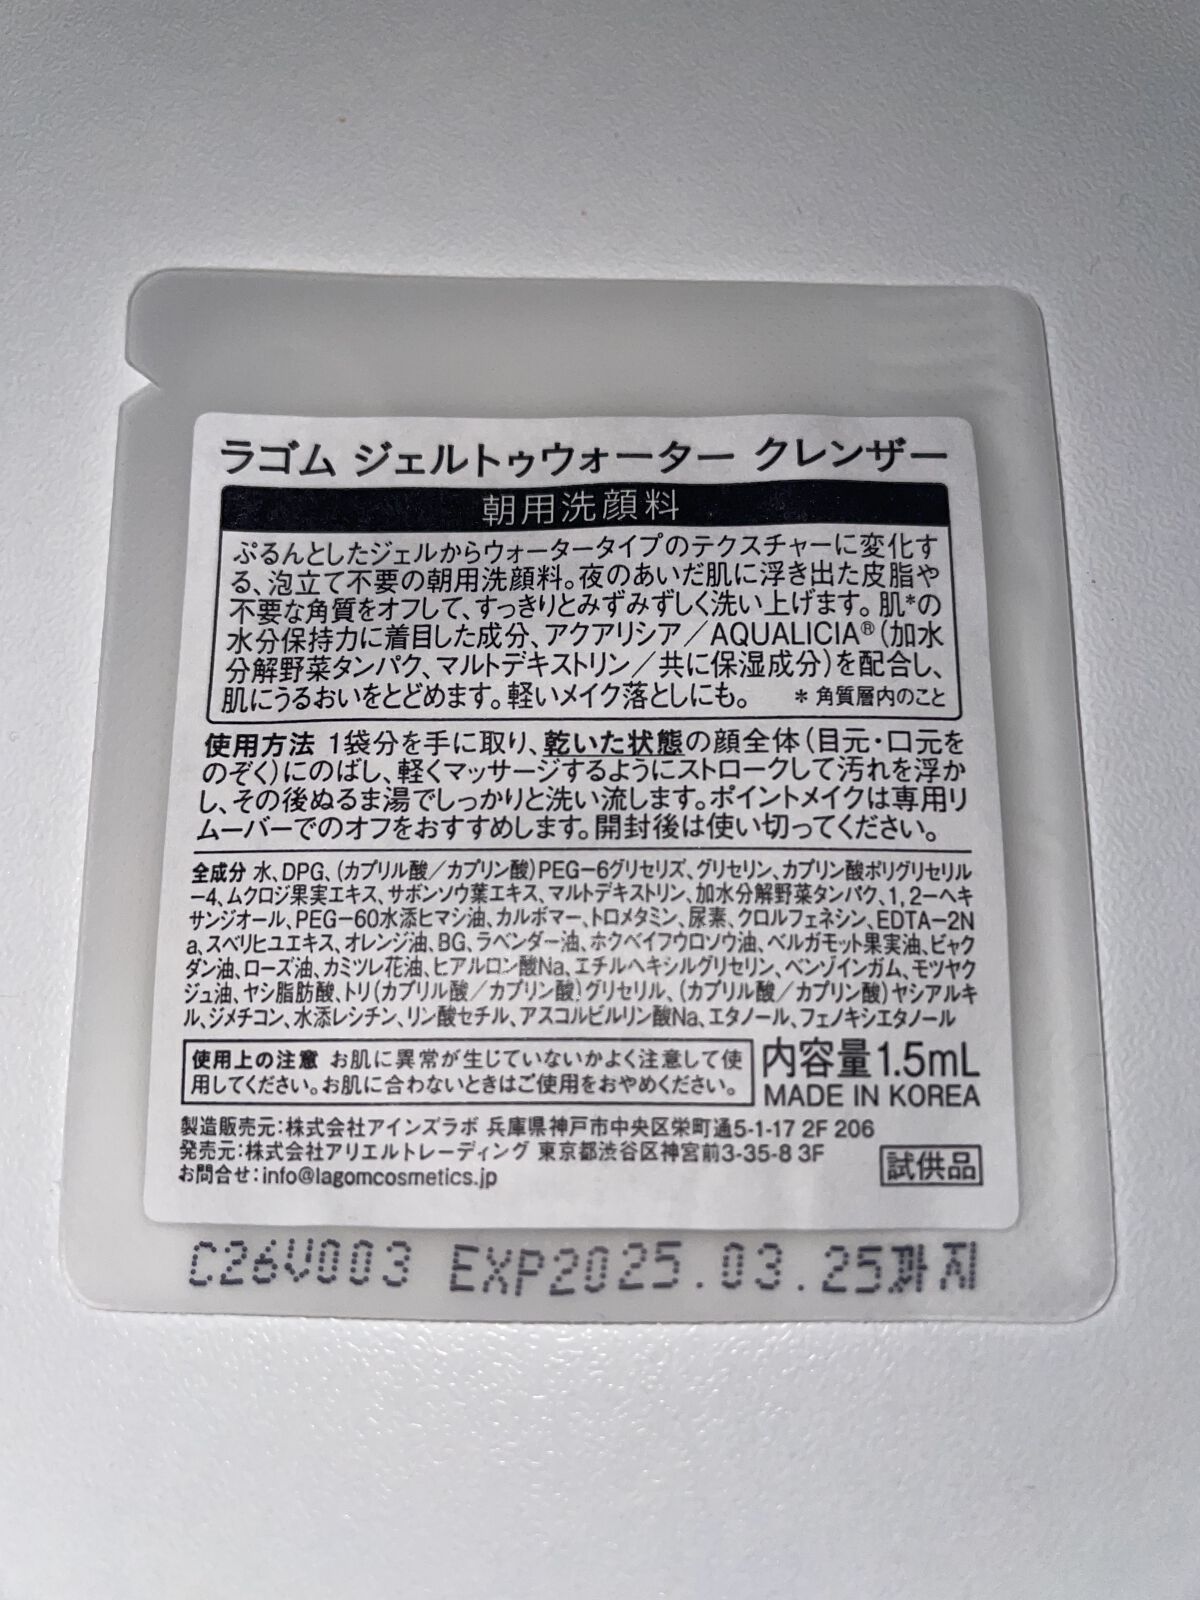 ラゴム ジェルトゥウォーター クレンザー
朝用洗顔料
ぷるんとしたジェルからウォータータイプのテクスチャーに変化す
る、泡立て不要の朝用洗顔料。夜のあいだ肌に浮き出た皮脂や
不要な角質をオフして、すっきりとみずみずしく洗い上げます。肌*の
水分保持力に着目した成分、アクアリシア／AQUALICIA®(加水
分解野菜タンパク、マルトデキストリン／共に保湿成分)を配合し、
肌にうるおいをとどめます。軽いメイク落としにも。 *角質層内のこと
使用方法 1袋分を手に取り、乾いた状態の顔全体(目元・口元を
のぞく)にのばし、軽くマッサージするようにストロークして汚れを浮か
し、その後ぬるま湯でしっかりと洗い流します。ポイントメイクは専用リ
ムーバーでのオフをおすすめします。開封後は使い切ってください。
全成分 水、DPG、(カプリル酸／カプリン酸)PEG-6グリセリズ、グリセリン、カプリン酸ポリグリセリル
-4、ムクロジ果実エキス、サボンソウ葉エキス、マルトデキストリン、加水分解野菜タンパク、1,2-ヘキ
サンジオール、PEG-60水添ヒマシ油、カルボマー、トロメタミン、尿素、クロルフェネシン、EDTA-2N
a、スベリヒユエキス、オレンジ油、BG、ラベンダー油、ホクベイフウロソウ油、ベルガモット果実油、ビャク
ダン油、ローズ油、カミツレ花油、ヒアルロン酸Na、エチルヘキシルグリセリン、ベンゾインガム、モツヤク
ジュ油、ヤシ脂肪酸、トリ(カプリル酸／カプリン酸)グリセリル、(カプリル酸／カプリン酸)ヤシアルキ
ル、ジメチコン、水添レシチン、リン酸セチル、アスコルビルリン酸Na、エタノール、フェノキシエタノール
使用上の注意 お肌に異常が生じていないかよく注意して使
用してください。お肌に合わないときはご使用をおやめください。
内容量1.5mL
MADE IN KOREA
製造販売元:株式会社アインズラボ 兵庫県神戸市中央区栄町通5-1-17 2F 206
発売元:株式会社アリエルトレーディング 東京都渋谷区神宮前3-35-8 3F
お問合せ:info@lagomcosmetics.jp
試供品
C26V003 EXP2025.03.25까지